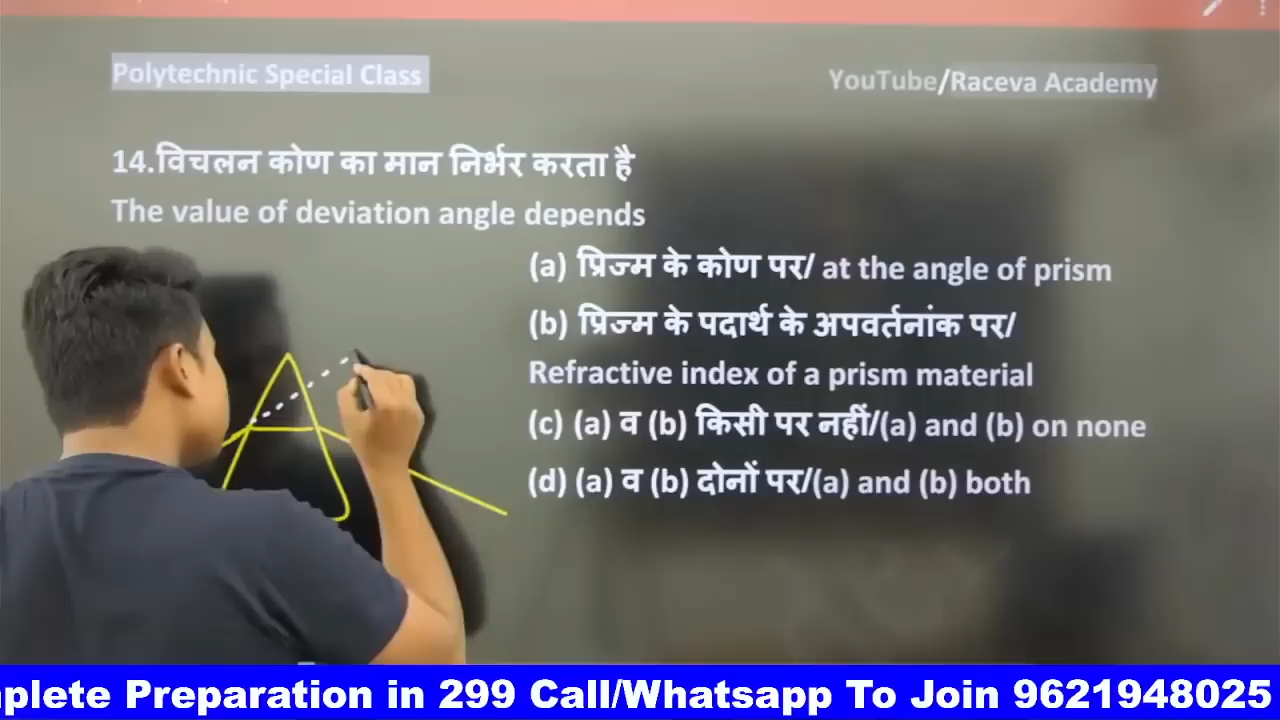 Polytechnic Special Class
YouTube/Raceva Academy
14.विचलन कोण का मान निर्भर करता है
The value of deviation angle depends
(a) प्रिज्म के कोण पर/ at the angle of prism
(b) प्रिज्म के पदार्थ के अपवर्तनांक पर/
Refractive index of a prism material
(c) (a) व (b) किसी पर नहीं/(a) and (b) on none
(d) (a) व (b) दोनों पर/(a) and (b) both
Preparation in 299 Call/Whatsapp To Join 9621948025